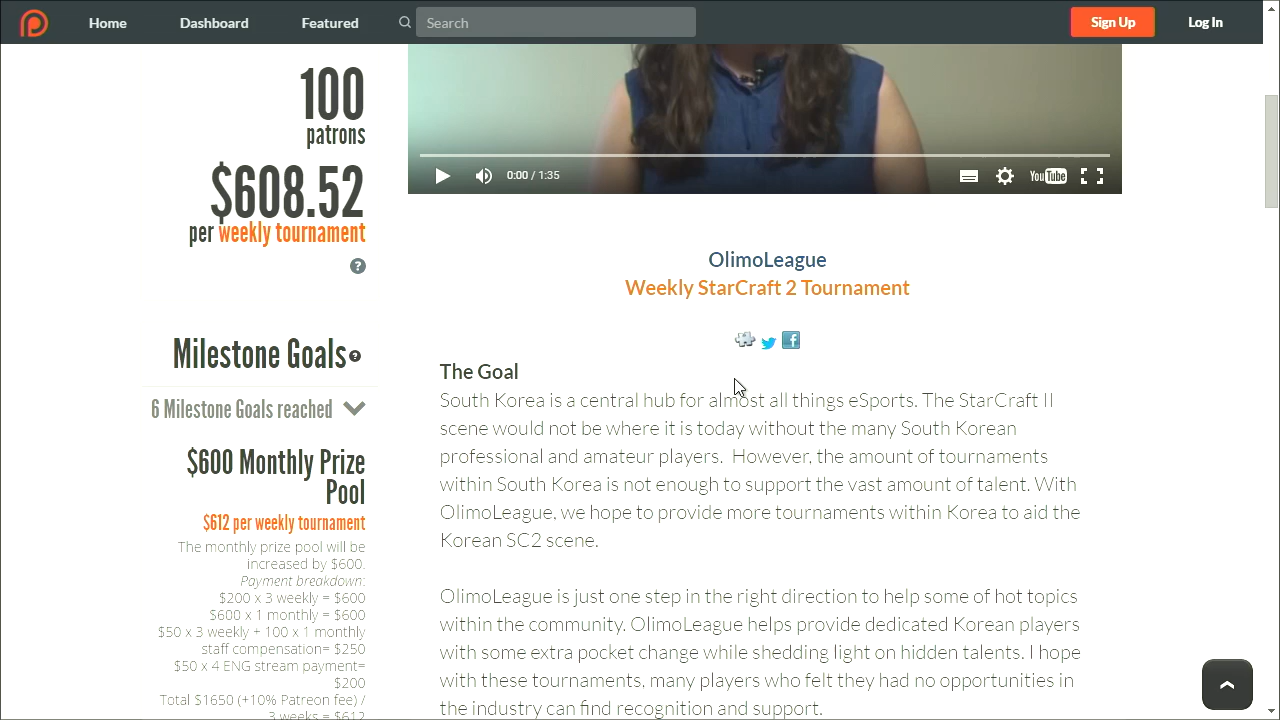 Home
Dashboard
Featured
Search
Sign Up
Log In
100
patrons
$608.52
per weekly tournament
?
Milestone Goals ?
6 Milestone Goals reached
$600 Monthly Prize
Pool
$612 per weekly tournament
The monthly prize pool will be
increased by $600.
Payment breakdown:
$200 x 3 weekly = $600
$600 x 1 monthly = $600
$50 x 3 weekly + 100 x 1 monthly
staff compensation= $250
$50 x 4 ENG stream payment=
$200
Total $1650 (+10% Patreon fee) /
3 weeks = $612
0:00 / 1:35
YouTube
OlimoLeague
Weekly StarCraft 2 Tournament
The Goal
South Korea is a central hub for almost all things eSports. The StarCraft II
scene would not be where it is today without the many South Korean
professional and amateur players.  However, the amount of tournaments
within South Korea is not enough to support the vast amount of talent. With
OlimoLeague, we hope to provide more tournaments within Korea to aid the
Korean SC2 scene.
OlimoLeague is just one step in the right direction to help some of hot topics
within the community. OlimoLeague helps provide dedicated Korean players
with some extra pocket change while shedding light on hidden talents. I hope
with these tournaments, many players who felt they had no opportunities in
the industry can find recognition and support.